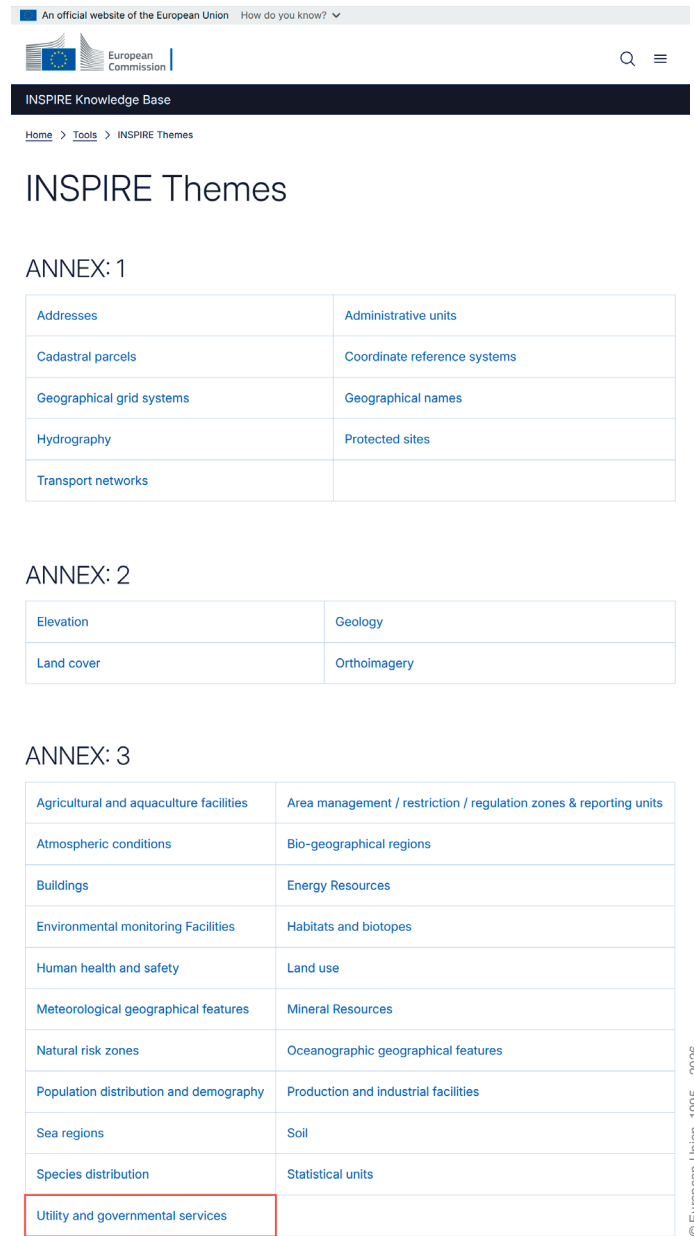 An official website of the European Union How do you know?
European
Commission
INSPIRE Knowledge Base
Home > Tools > INSPIRE Themes
INSPIRE Themes
ANNEX: 1
Addresses Administrative units
Cadastral parcels Coordinate reference systems
Geographical grid systems Geographical names
Hydrography Protected sites
Transport networks
ANNEX: 2
Elevation Geology
Land cover Orthoimagery
ANNEX: 3
Agricultural and aquaculture facilities Area management / restriction / regulation zones & reporting units
Atmospheric conditions Bio-geographical regions
Buildings Energy Resources
Environmental monitoring Facilities Habitats and biotopes
Human health and safety Land use
Meteorological geographical features Mineral Resources
Natural risk zones Oceanographic geographical features
Population distribution and demography Production and industrial facilities
Sea regions Soil
Species distribution Statistical units
Utility and governmental services